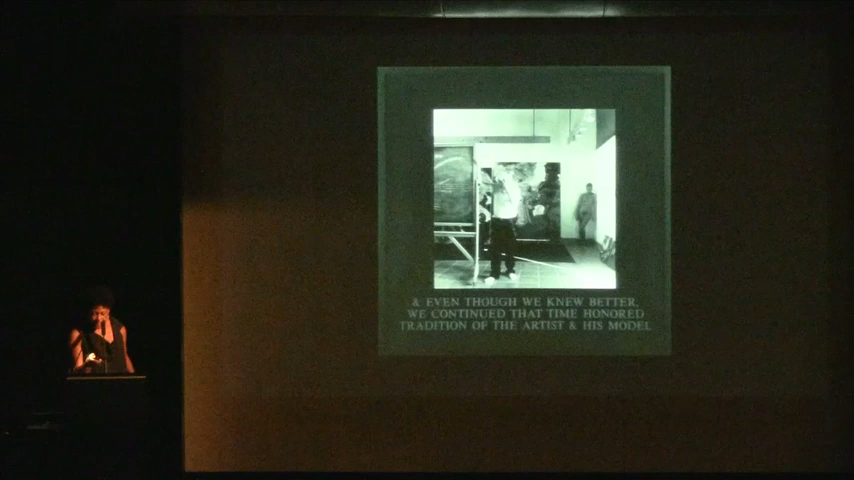 & EVEN THOUGH WE KNEW BETTER,
WE CONTINUED THAT TIME HONORED
TRADITION OF THE ARTIST & HIS MODEL